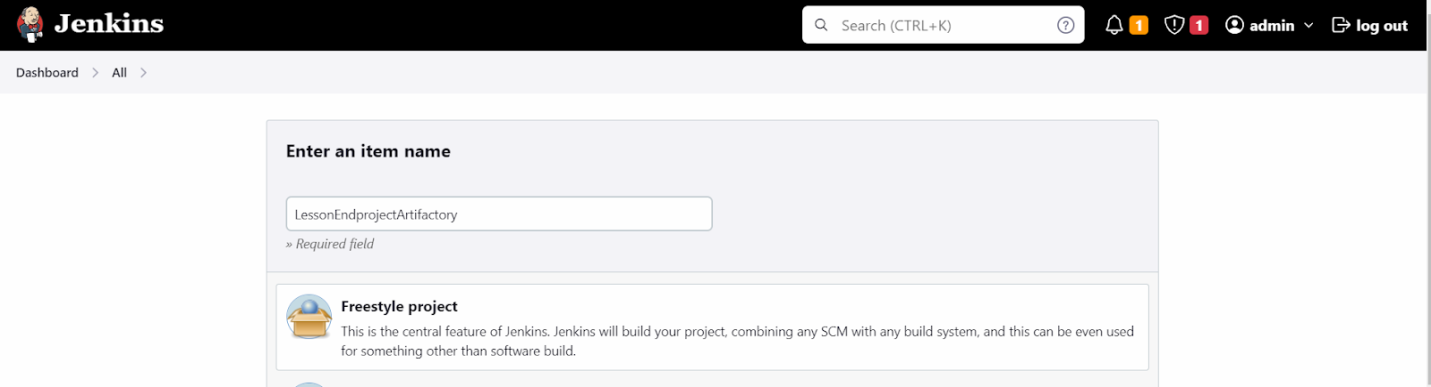 Jenkins
Search (CTRL+K)
?
1
1
admin
log out
Dashboard
All
Enter an item name
LessonEndprojectArtifactory
» Required field
Freestyle project
This is the central feature of Jenkins. Jenkins will build your project, combining any SCM with any build system, and this can be even used
for something other than software build.